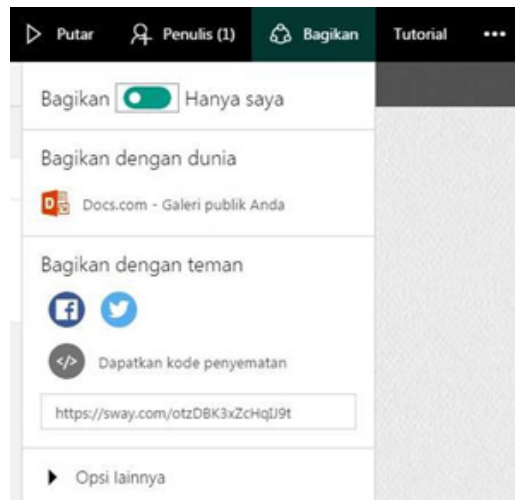 Putar Penulis (1) Bagikan Tutorial
Bagikan Hanya saya
Bagikan dengan dunia
Docs.com - Galeri publik Anda
Bagikan dengan teman
Dapatkan kode penyematan
https://sway.com/otzDBK3xZcHqIJ9t
Opsi lainnya